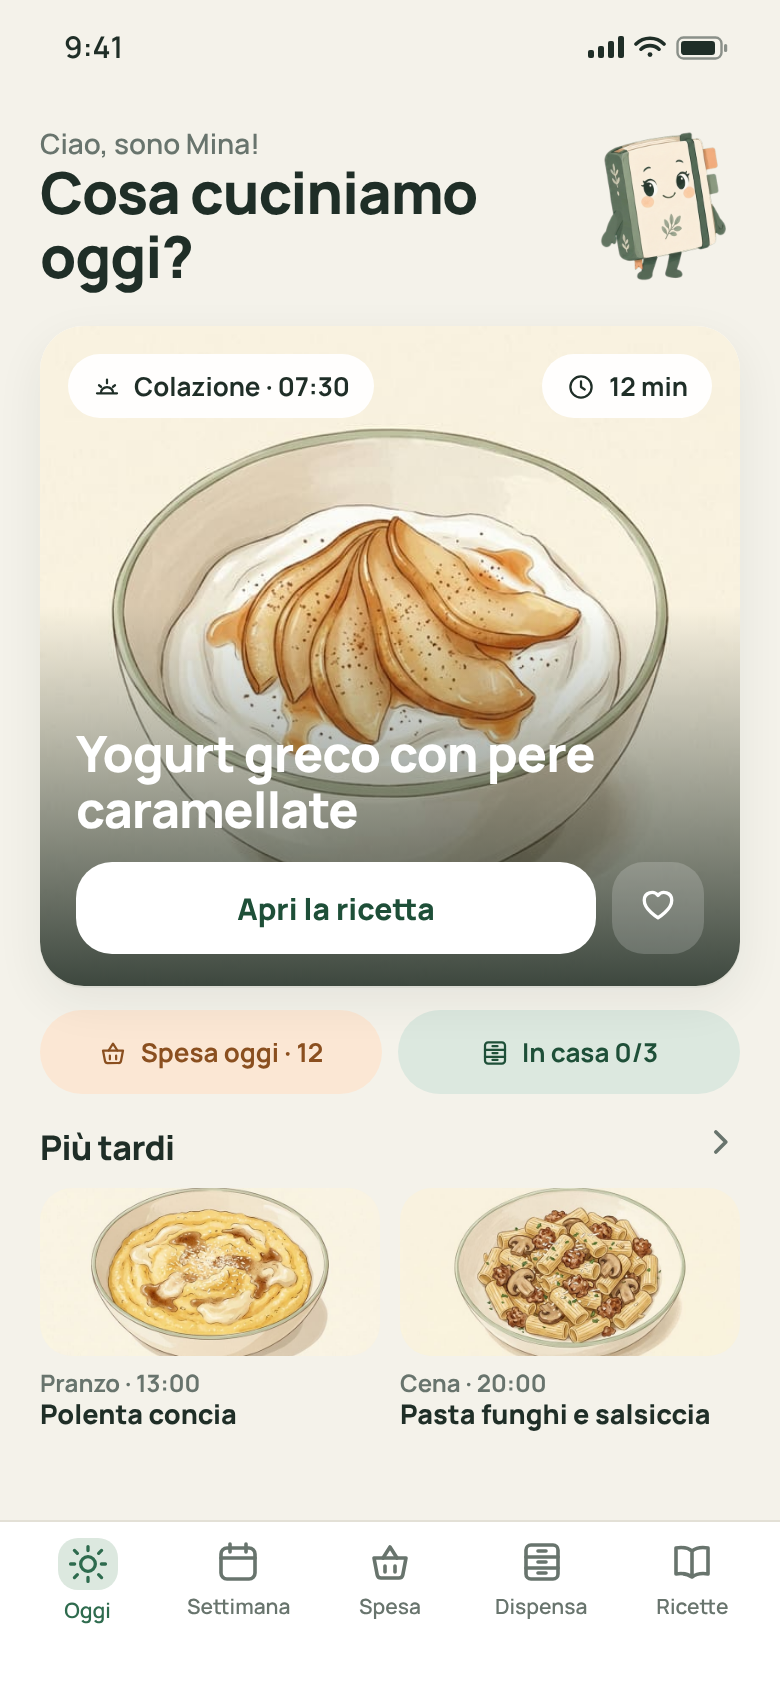 9:41
Ciao, sono Mina!
Cosa cuciniamo
oggi?
Colazione · 07:30
12 min
Yogurt greco con pere
caramellate
Apri la ricetta
Spesa oggi · 12
In casa 0/3
Più tardi
Pranzo · 13:00
Polenta concia
Cena · 20:00
Pasta funghi e salsiccia
Oggi
Settimana
Spesa
Dispensa
Ricette